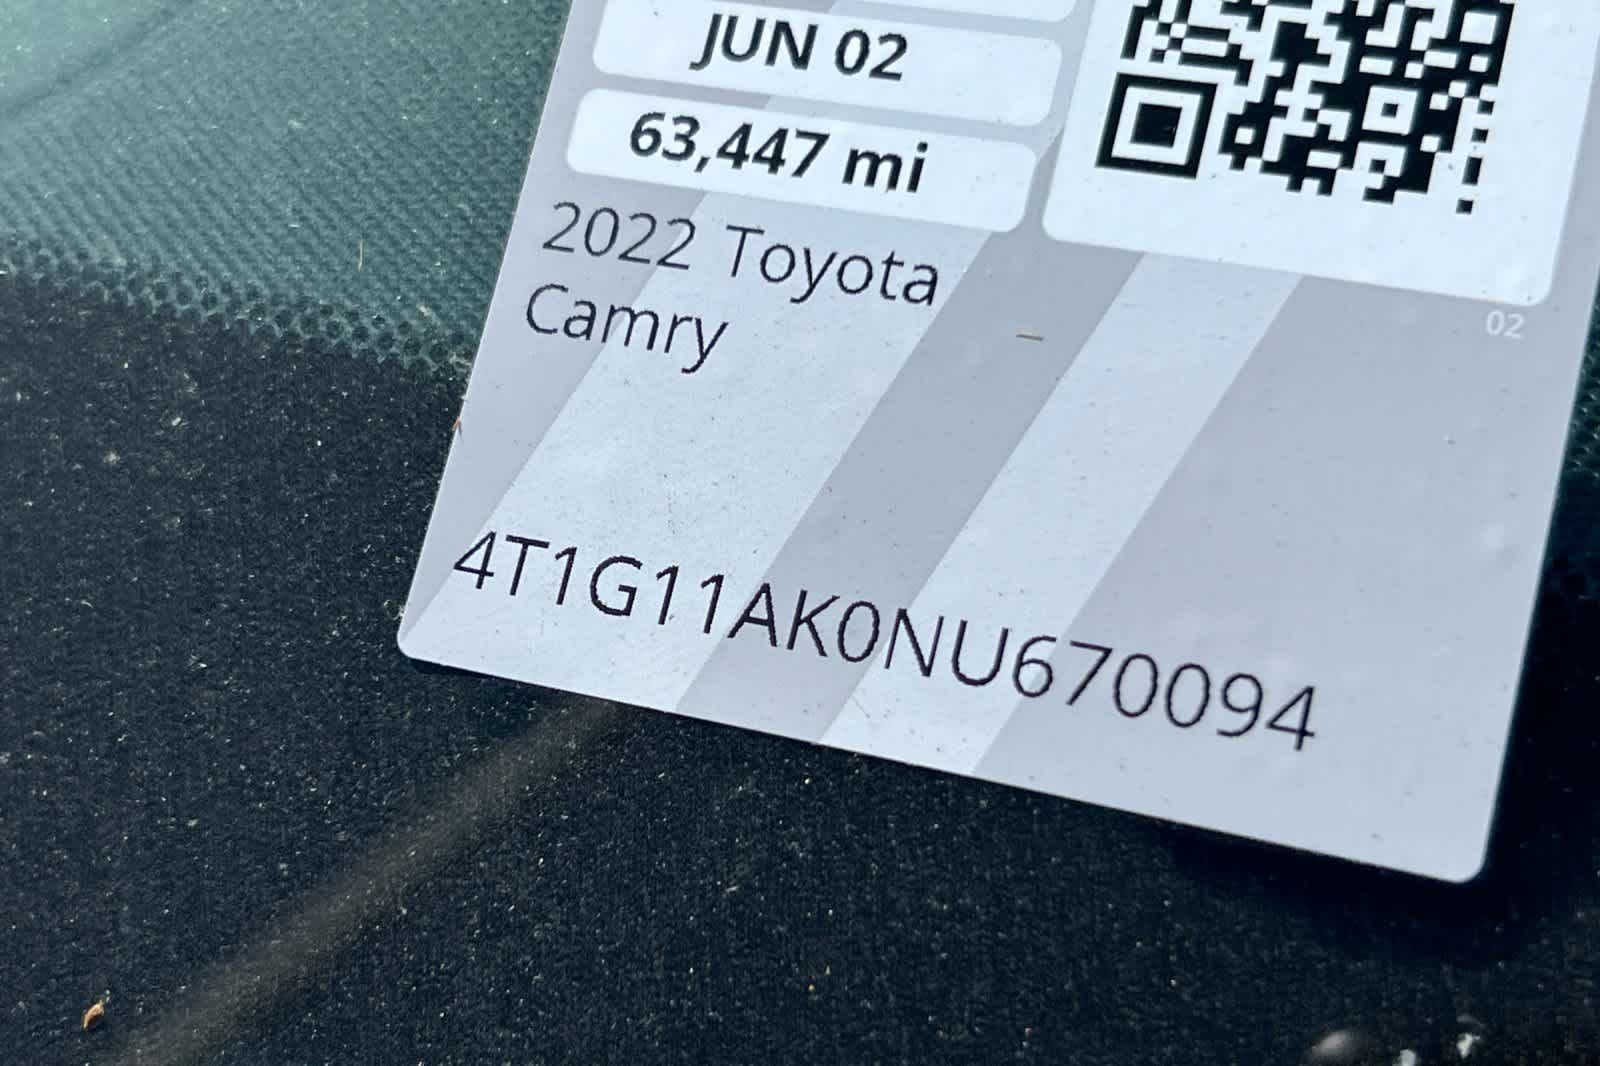 JUN 02
63,447 mi
2022 Toyota
Camry
02
4T1G11AK0NU670094